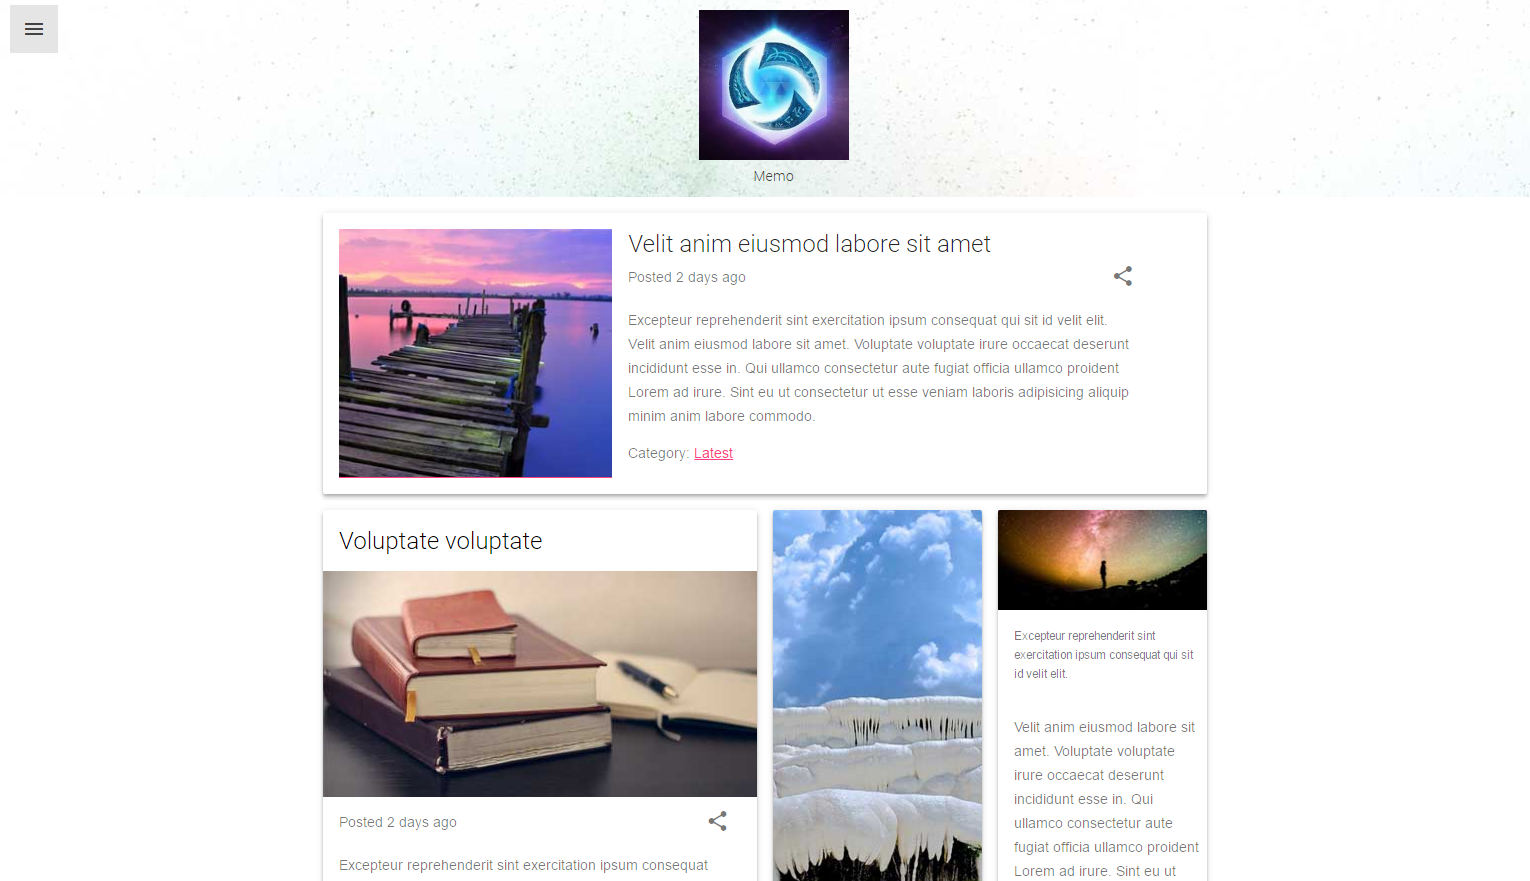 Memo
Velit anim eiusmod labore sit amet
Posted 2 days ago
Excepteur reprehenderit sint exercitation ipsum consequat qui sit id velit elit.
Velit anim eiusmod labore sit amet. Voluptate voluptate irure occaecat deserunt
incididunt esse in. Qui ullamco consectetur aute fugiat officia ullamco proident
Lorem ad irure. Sint eu ut consectetur ut esse veniam laboris adipisicing aliquip
minim anim labore commodo.
Category: Latest
Voluptate voluptate
Posted 2 days ago
Excepteur reprehenderit sint exercitation ipsum consequat
Excepteur reprehenderit sint
exercitation ipsum consequat qui sit
id velit elit.
Velit anim eiusmod labore sit
amet. Voluptate voluptate
irure occaecat deserunt
incididunt esse in. Qui
ullamco consectetur aute
fugiat officia ullamco proident
Lorem ad irure. Sint eu ut